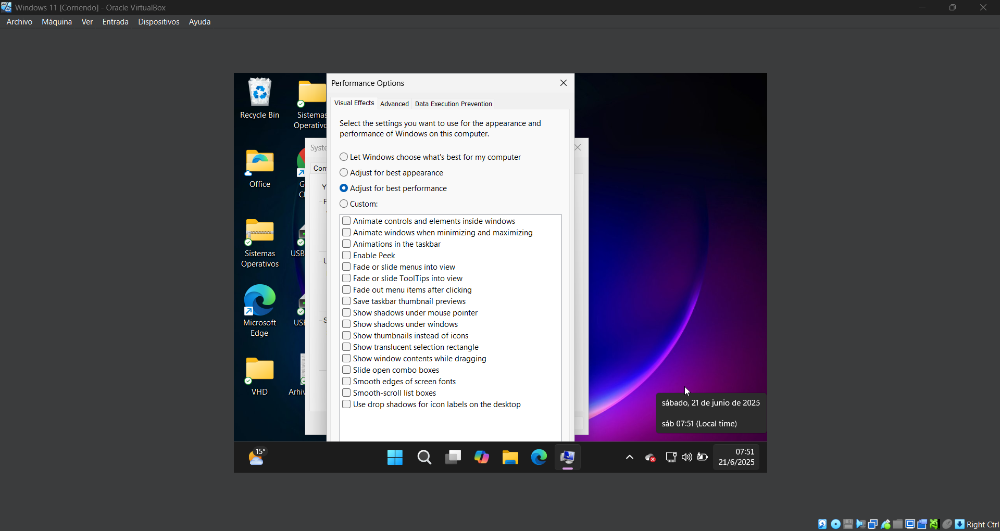 Windows 11 [Corriendo] - Oracle VirtualBox
Archivo Máquina Ver Entrada Dispositivos Ayuda
Recycle Bin
Sistemas
Operativo
Office
G
Ch
Sistemas
Operativos
USB
Microsoft
Edge
USB
VHD
Arhiv
Syste
Com
Y
P
U
S
Performance Options
Visual Effects Advanced Data Execution Prevention
Select the settings you want to use for the appearance and
performance of Windows on this computer.
Let Windows choose what's best for my computer
Adjust for best appearance
Adjust for best performance
Custom:
Animate controls and elements inside windows
Animate windows when minimizing and maximizing
Animations in the taskbar
Enable Peek
Fade or slide menus into view
Fade or slide ToolTips into view
Fade out menu items after clicking
Save taskbar thumbnail previews
Show shadows under mouse pointer
Show shadows under windows
Show thumbnails instead of icons
Show translucent selection rectangle
Show window contents while dragging
Slide open combo boxes
Smooth edges of screen fonts
Smooth-scroll list boxes
Use drop shadows for icon labels on the desktop
sábado, 21 de junio de 2025
sáb 07:51 (Local time)
15°
07:51
21/6/2025
Right Ctrl